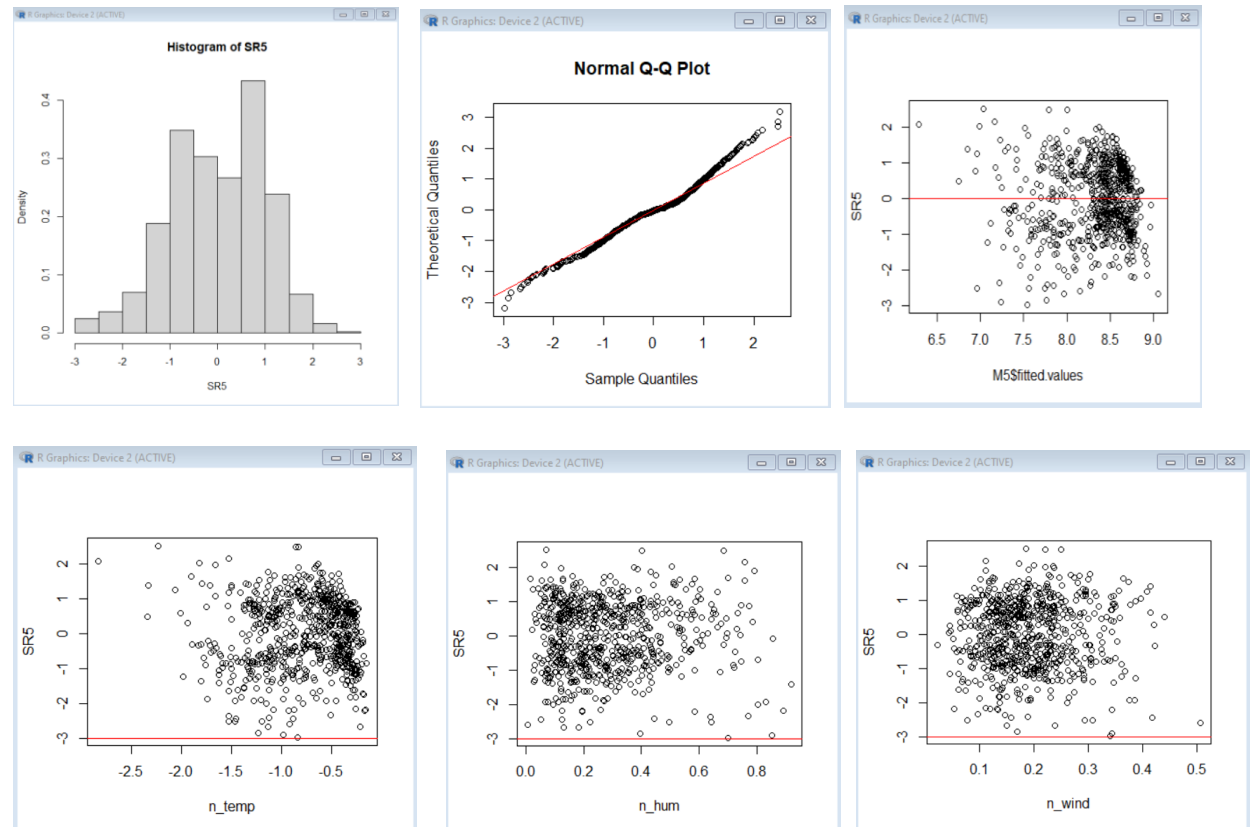 R Graphics: Device 2 (ACTIVE)
Histogram of SR5
Density
0.0 0.1 0.2 0.3 0.4
-3 -2 -1 0 1 2 3
SR5
R Graphics: Device 2 (ACTIVE)
Normal Q-Q Plot
Theoretical Quantiles
-3 -2 -1 0 1 2 3
-3 -2 -1 0 1 2
Sample Quantiles
R Graphics: Device 2 (ACTIVE)
SR5
-3 -2 -1 0 1 2
6.5 7.0 7.5 8.0 8.5 9.0
M5$fitted.values
R Graphics: Device 2 (ACTIVE)
SR5
-3 -2 -1 0 1 2
-2.5 -2.0 -1.5 -1.0 -0.5
n_temp
R Graphics: Device 2 (ACTIVE)
SR5
-3 -2 -1 0 1 2
0.0 0.2 0.4 0.6 0.8
n_hum
R Graphics: Device 2 (ACTIVE)
SR5
-3 -2 -1 0 1 2
0.1 0.2 0.3 0.4 0.5
n_wind